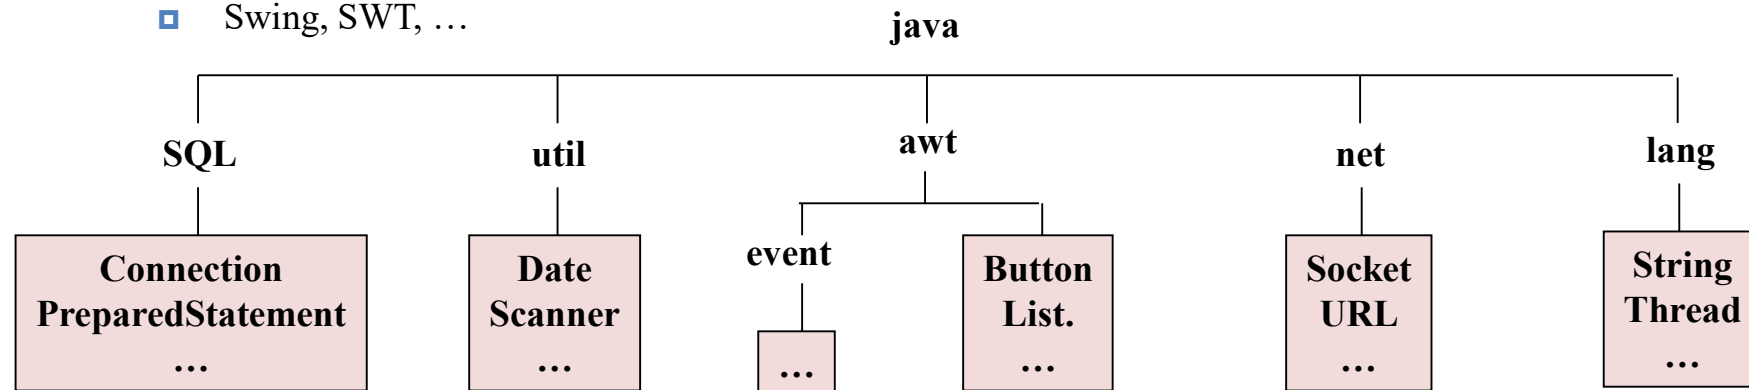 Swing, SWT, …
java
SQL
util
awt
net
lang
Connection
PreparedStatement
…
Date
Scanner
…
event
…
Button
List.
…
Socket
URL
…
String
Thread
…